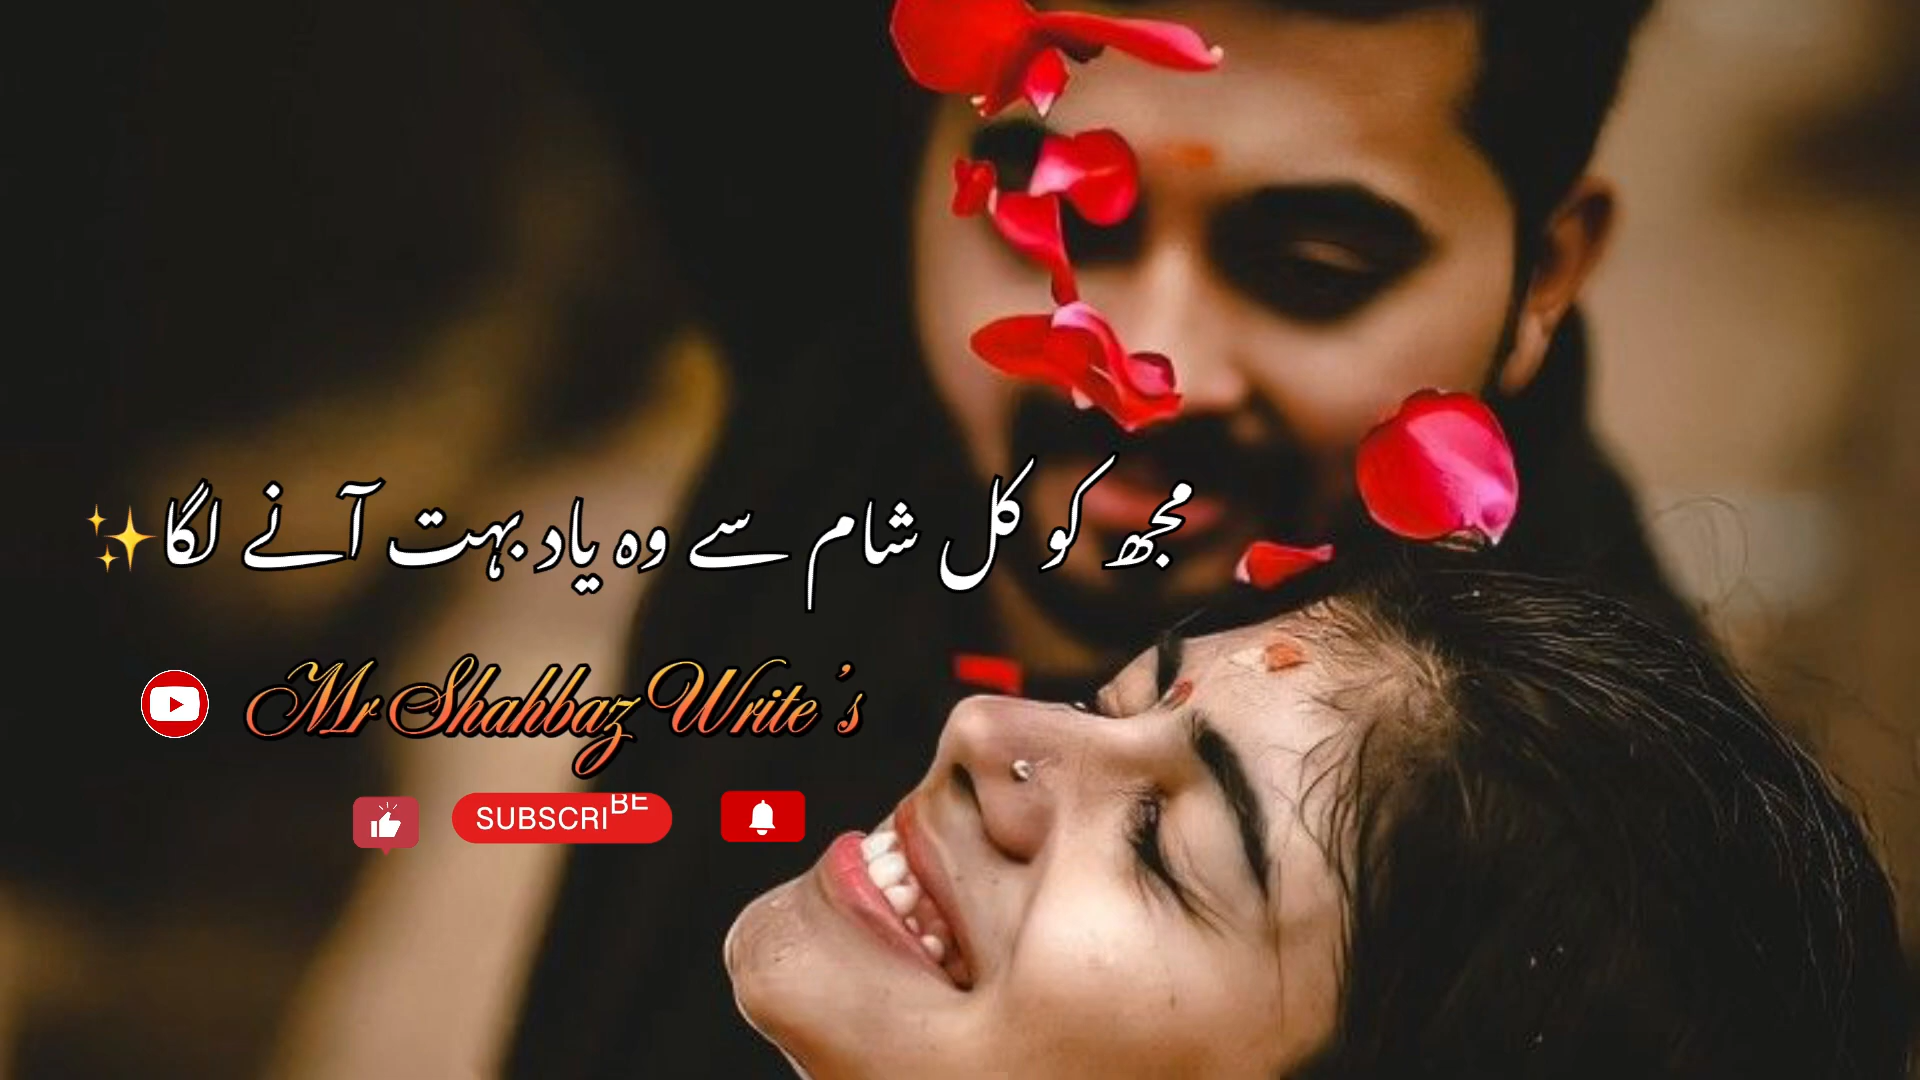 مجھ کو کل شام سے وہ یاد بہت آنے لگا✨
Mr Shahbaz Write's
SUBSCRIBE